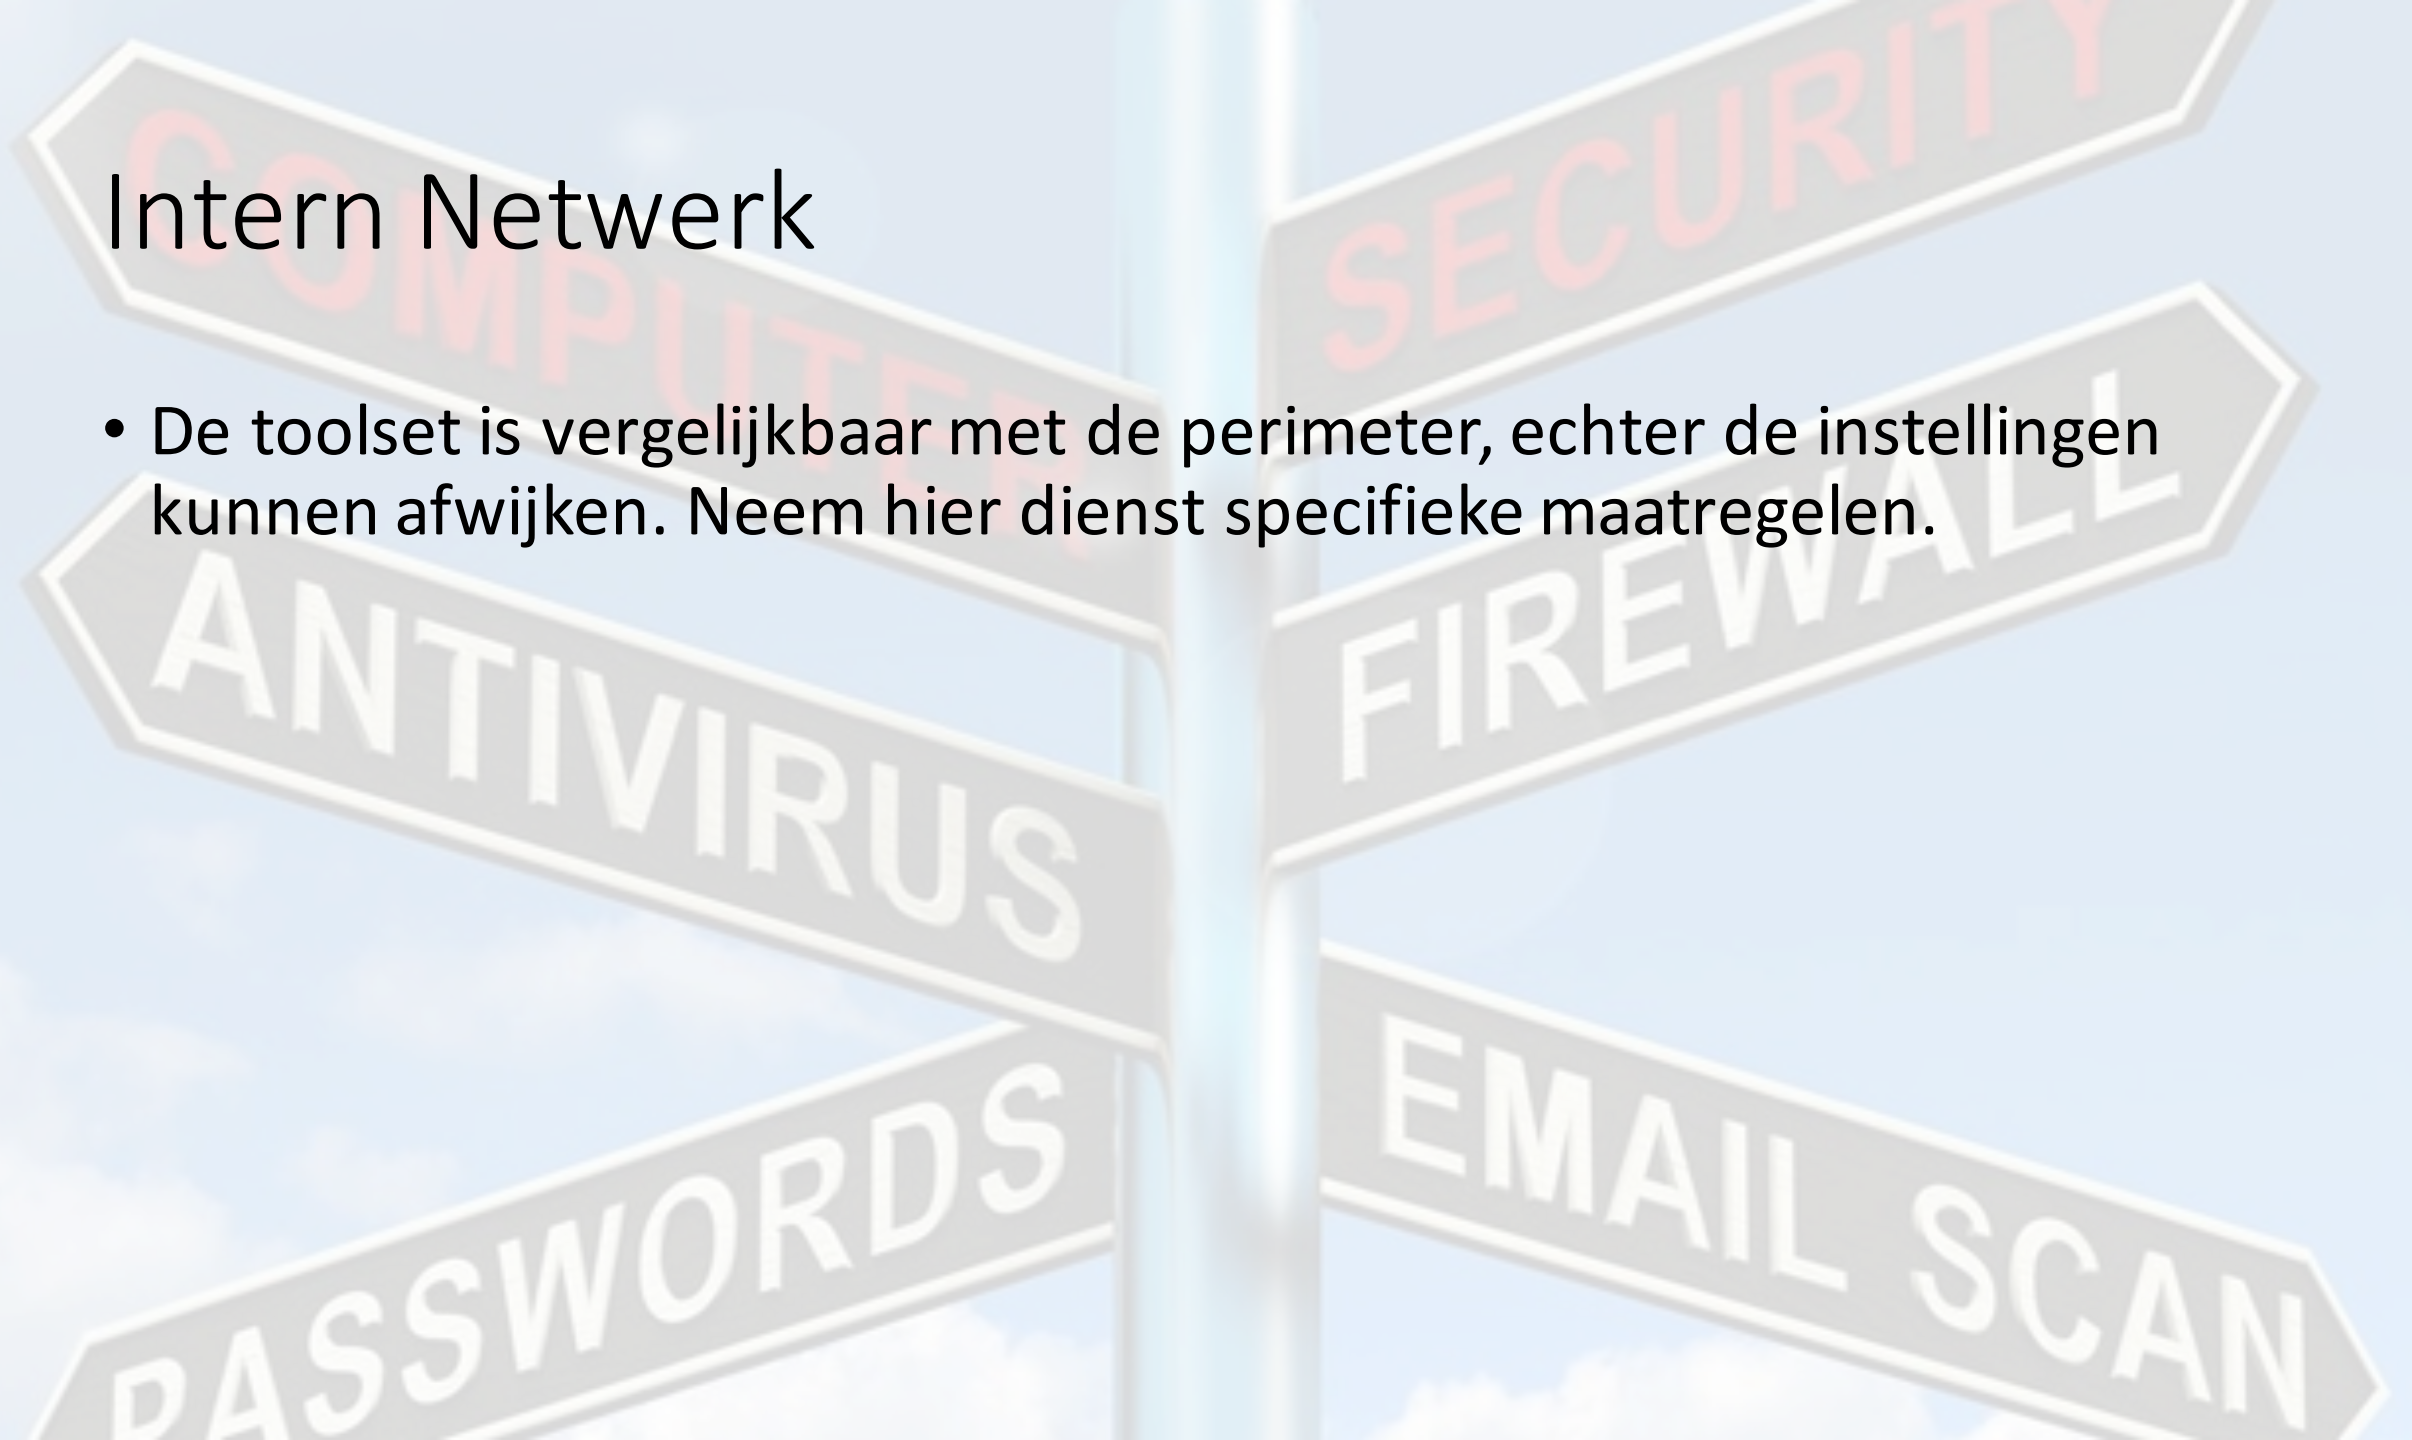 Intern Netwerk
• De toolset is vergelijkbaar met de perimeter, echter de instellingen
kunnen afwijken. Neem hier dienst specifieke maatregelen.
COMPUTER
SECURITY
FIREWALL
ANTIVIRUS
EMAIL SCAN
PASSWORDS